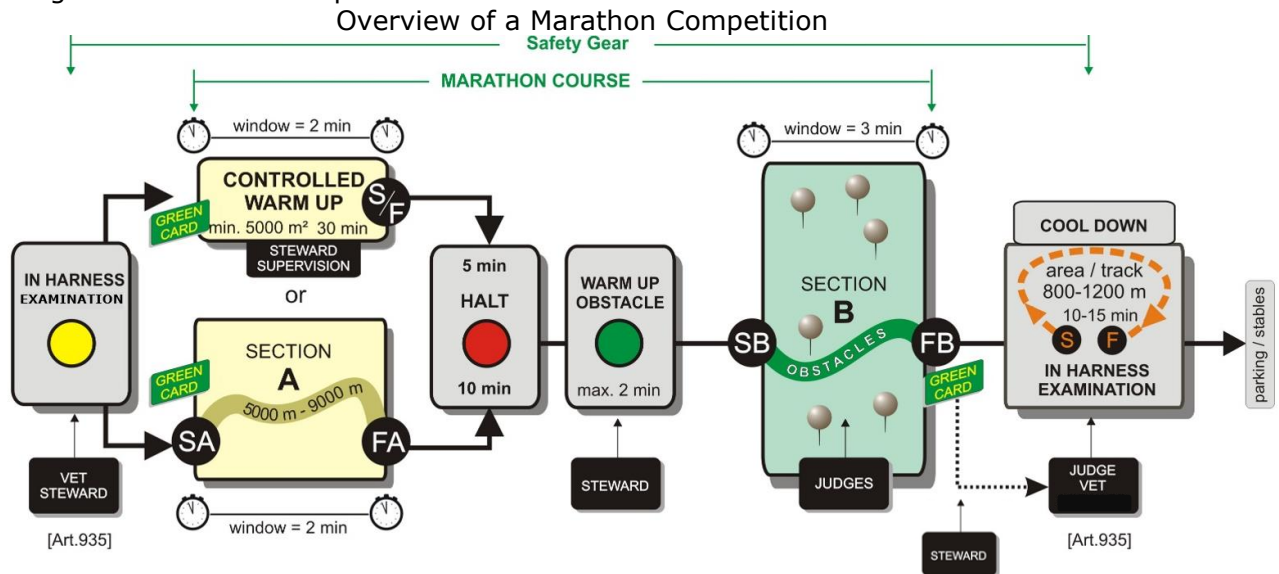 Overview of a Marathon Competition
Safety Gear
MARATHON COURSE
window = 2 min
window = 3 min
CONTROLLED
WARM UP
S/F
GREEN
CARD
min. 5000 m² 30 min
STEWARD
SUPERVISION
or
IN HARNESS
EXAMINATION
VET
STEWARD
[Art.935]
SECTION
A
5000 m - 9000 m
GREEN
CARD
SA
FA
window = 2 min
5 min
HALT
10 min
WARM UP
OBSTACLE
max. 2 min
STEWARD
SECTION
B
SB
OBSTACLES
FB
JUDGES
GREEN
CARD
STEWARD
COOL DOWN
area / track
800-1200 m
10-15 min
S
F
IN HARNESS
EXAMINATION
JUDGE
VET
[Art.935]
parking / stables